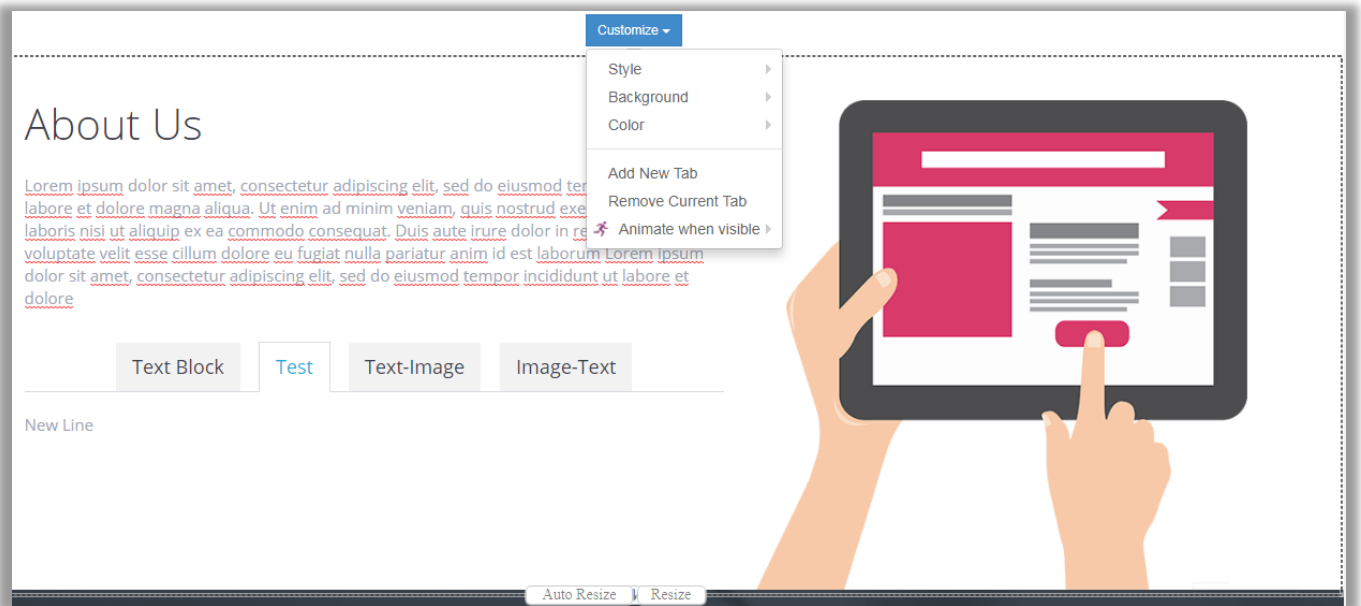 Customize
Style
Background
Color
Add New Tab
Remove Current Tab
Animate when visible
About Us
Lorem ipsum dolor sit amet, consectetur adipiscing elit, sed do eiusmod
labore et dolore magna aliqua. Ut enim ad minim veniam, quis nostrud
laboris nisi ut aliquip ex ea commodo consequat. Duis aute irure dolor in
voluptate velit esse cillum dolore eu fugiat nulla pariatur anim id est laborum Lorem ipsum
dolor sit amet, consectetur adipiscing elit, sed do eiusmod tempor incididunt ut labore et
dolore
Text Block Test Text-Image Image-Text
New Line
Auto Resize Resize